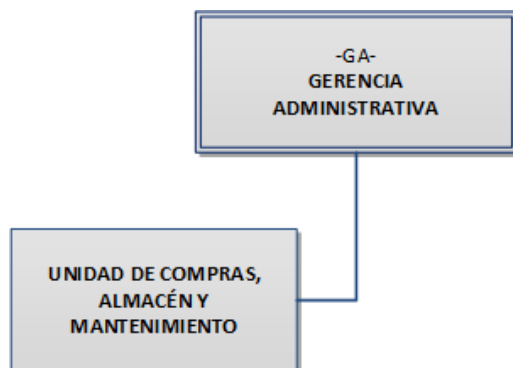 -GA-
GERENCIA
ADMINISTRATIVA
UNIDAD DE COMPRAS,
ALMACÉN Y
MANTENIMIENTO